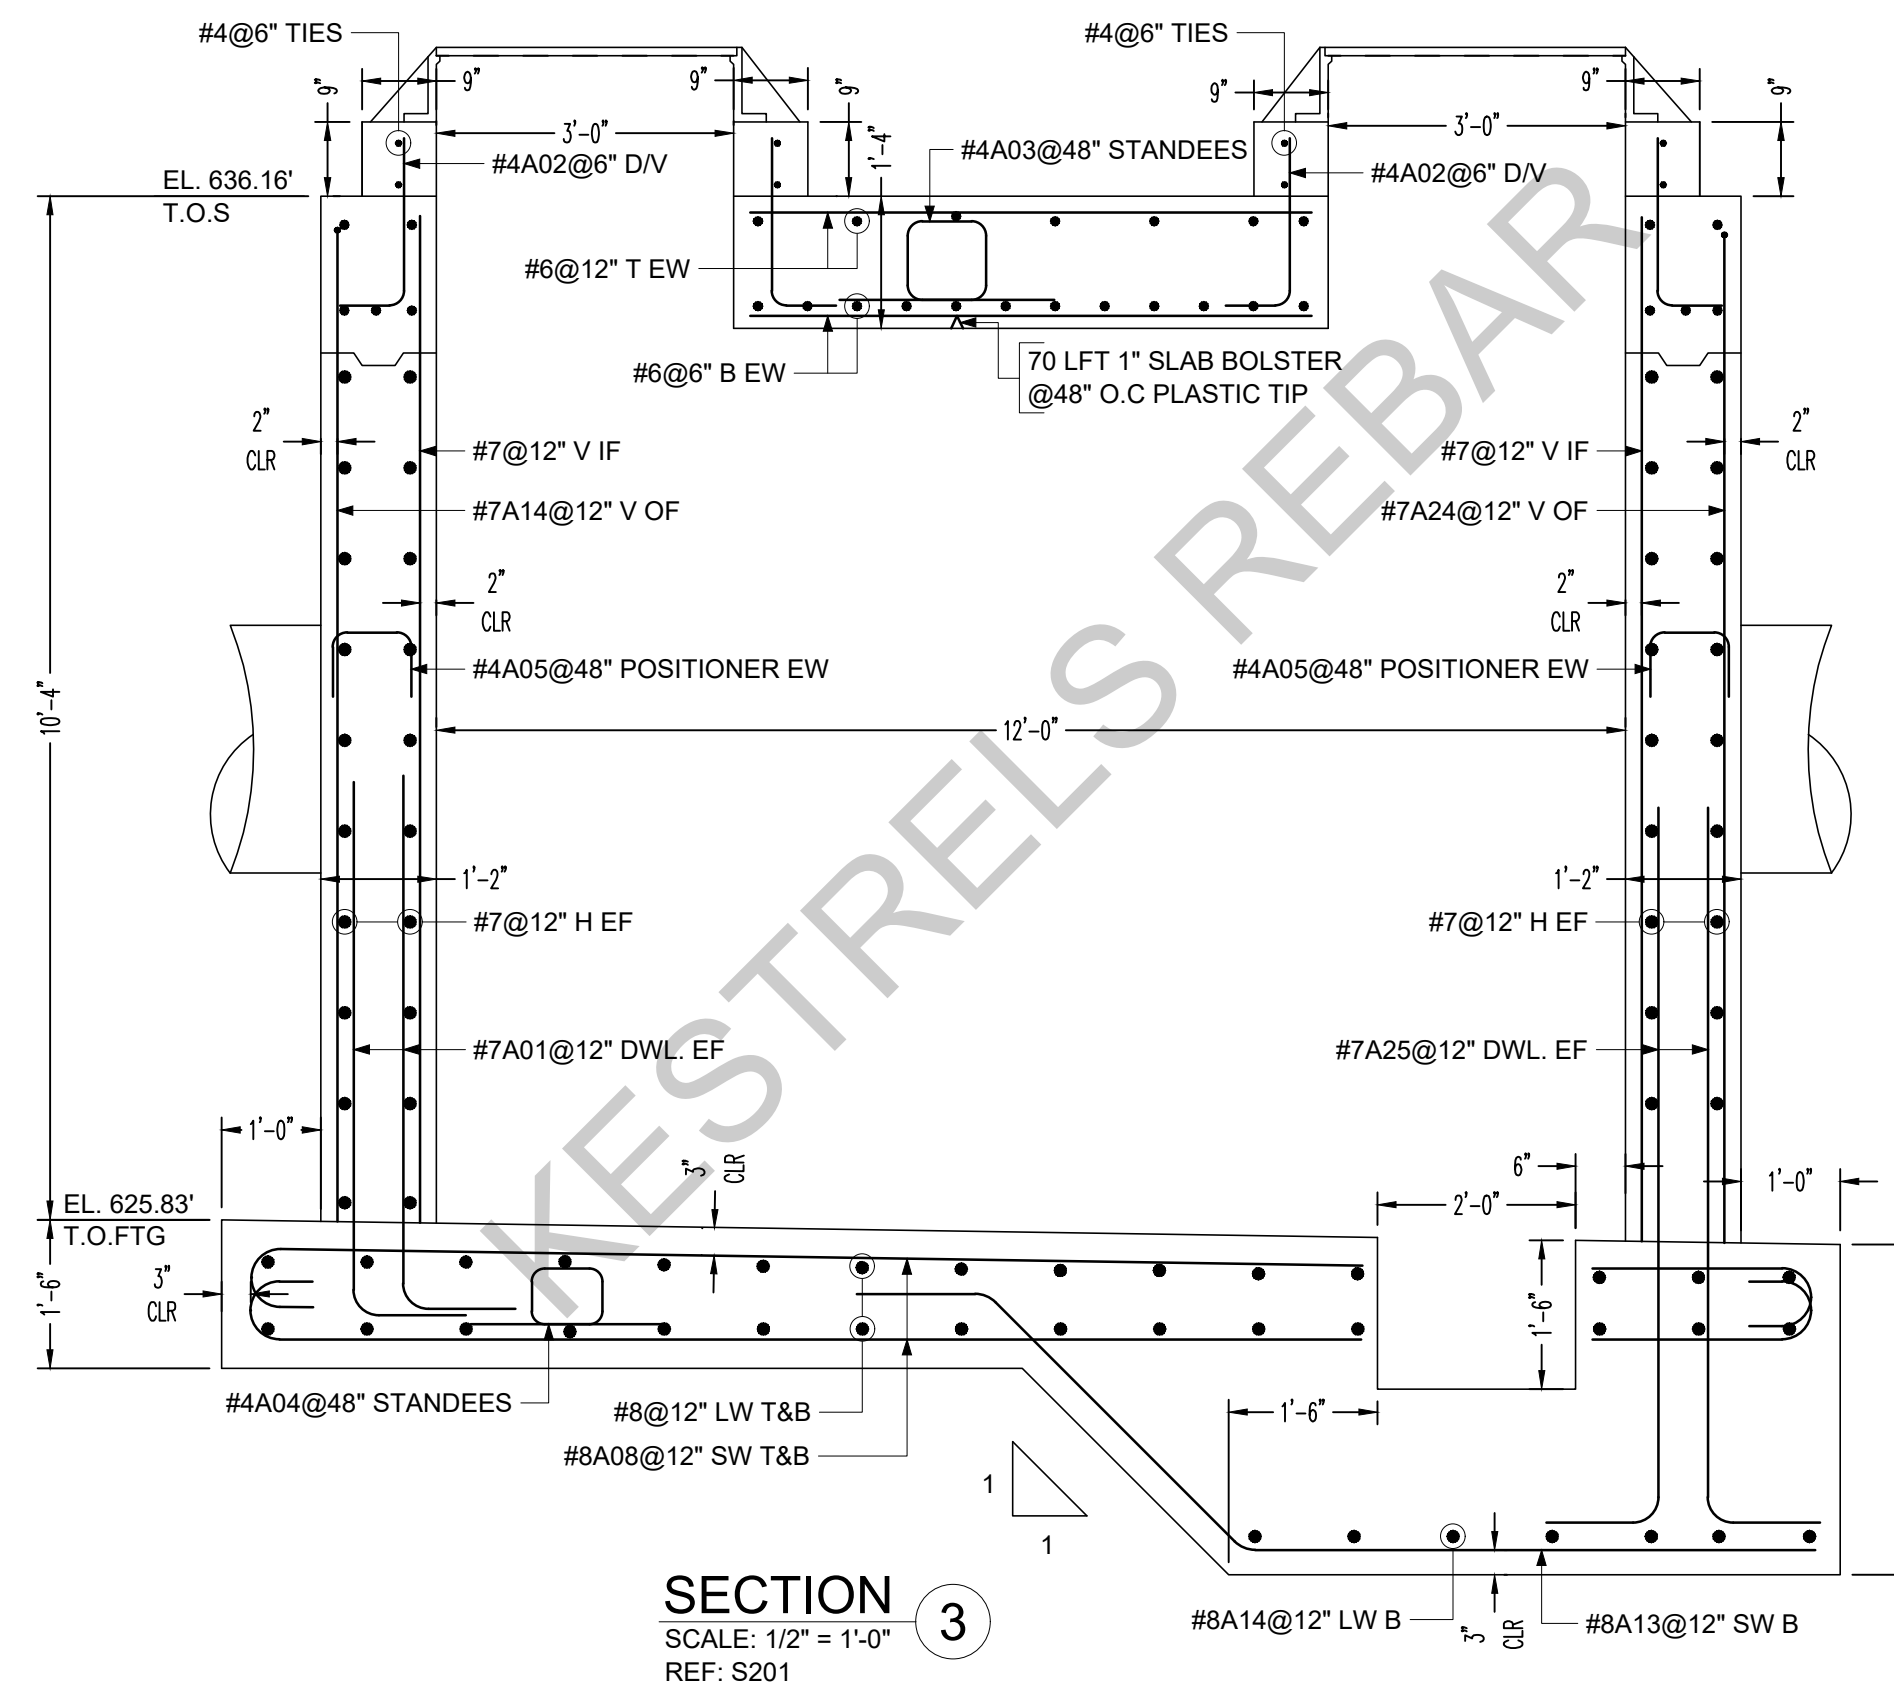 #4@6" TIES
#4@6" TIES
9"
9"
9"
9"
9"
9"
9"
9"
3'-0"
1'-4"
3'-0"
#4A03@48" STANDEES
#4A02@6" D/V
#4A02@6" D/V
EL. 636.16'
T.O.S
#6@12" T EW
#6@6" B EW
70 LFT 1" SLAB BOLSTER
@48" O.C PLASTIC TIP
2"
CLR
#7@12" V IF
#7@12" V IF
2"
CLR
#7A14@12" V OF
#7A24@12" V OF
2"
CLR
2"
CLR
#4A05@48" POSITIONER EW
#4A05@48" POSITIONER EW
10'-4"
12'-0"
1'-2"
1'-2"
#7@12" H EF
#7@12" H EF
#7A01@12" DWL. EF
#7A25@12" DWL. EF
1'-0"
3"
CLR
6"
1'-0"
2'-0"
EL. 625.83'
T.O.FTG
3"
CLR
1'-6"
1'-6"
#4A04@48" STANDEES
#8@12" LW T&B
1'-6"
#8A08@12" SW T&B
1
1
SECTION
3
SCALE: 1/2" = 1'-0"
REF: S201
#8A14@12" LW B
3"
CLR
#8A13@12" SW B
KESTRELS REBAR